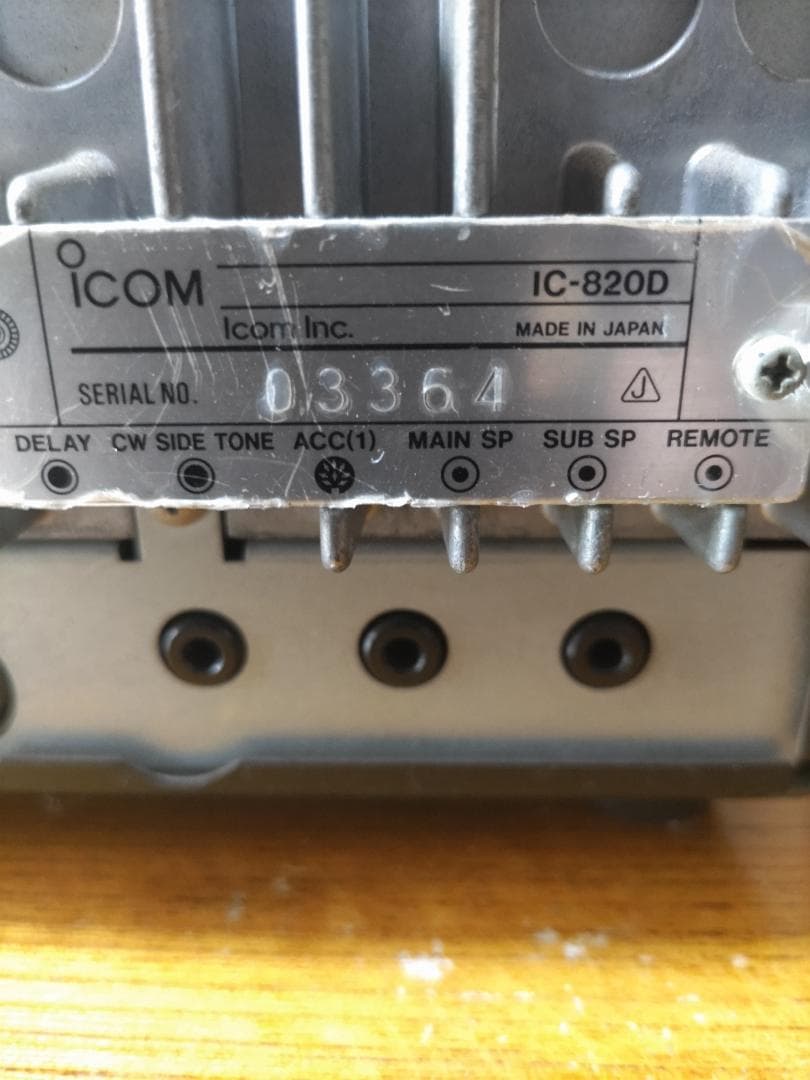 ICOM
IC-820D
Icom Inc.
MADE IN JAPAN
SERIAL NO. 03364 J
DELAY CW SIDE TONE ACC(1) MAIN SP SUB SP REMOTE